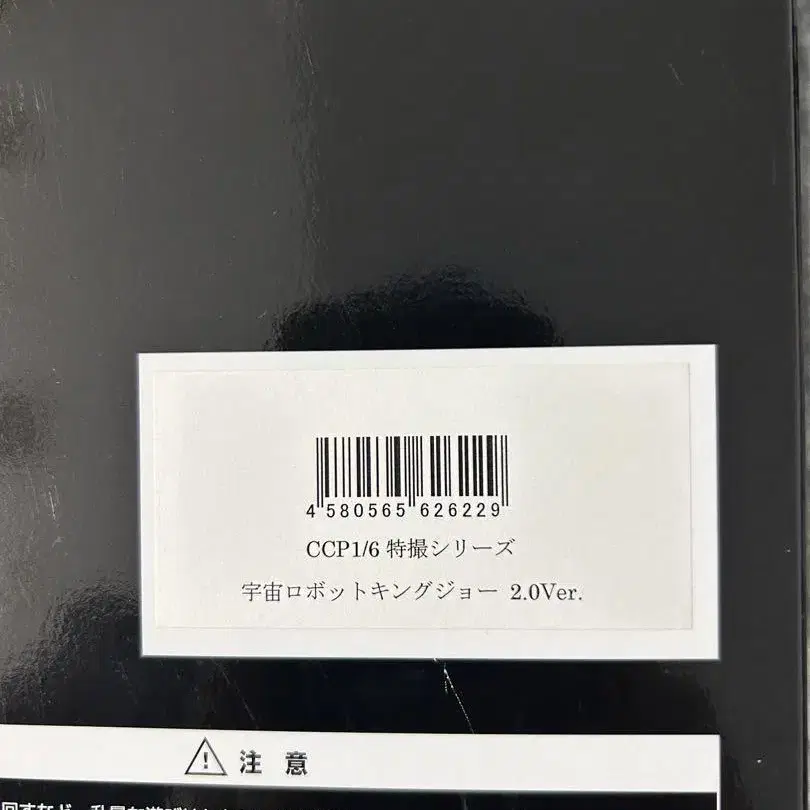 4 580565 626229
CCP1/6 特撮シリーズ
宇宙ロボットキングジョー 2.0Ver.
注 意